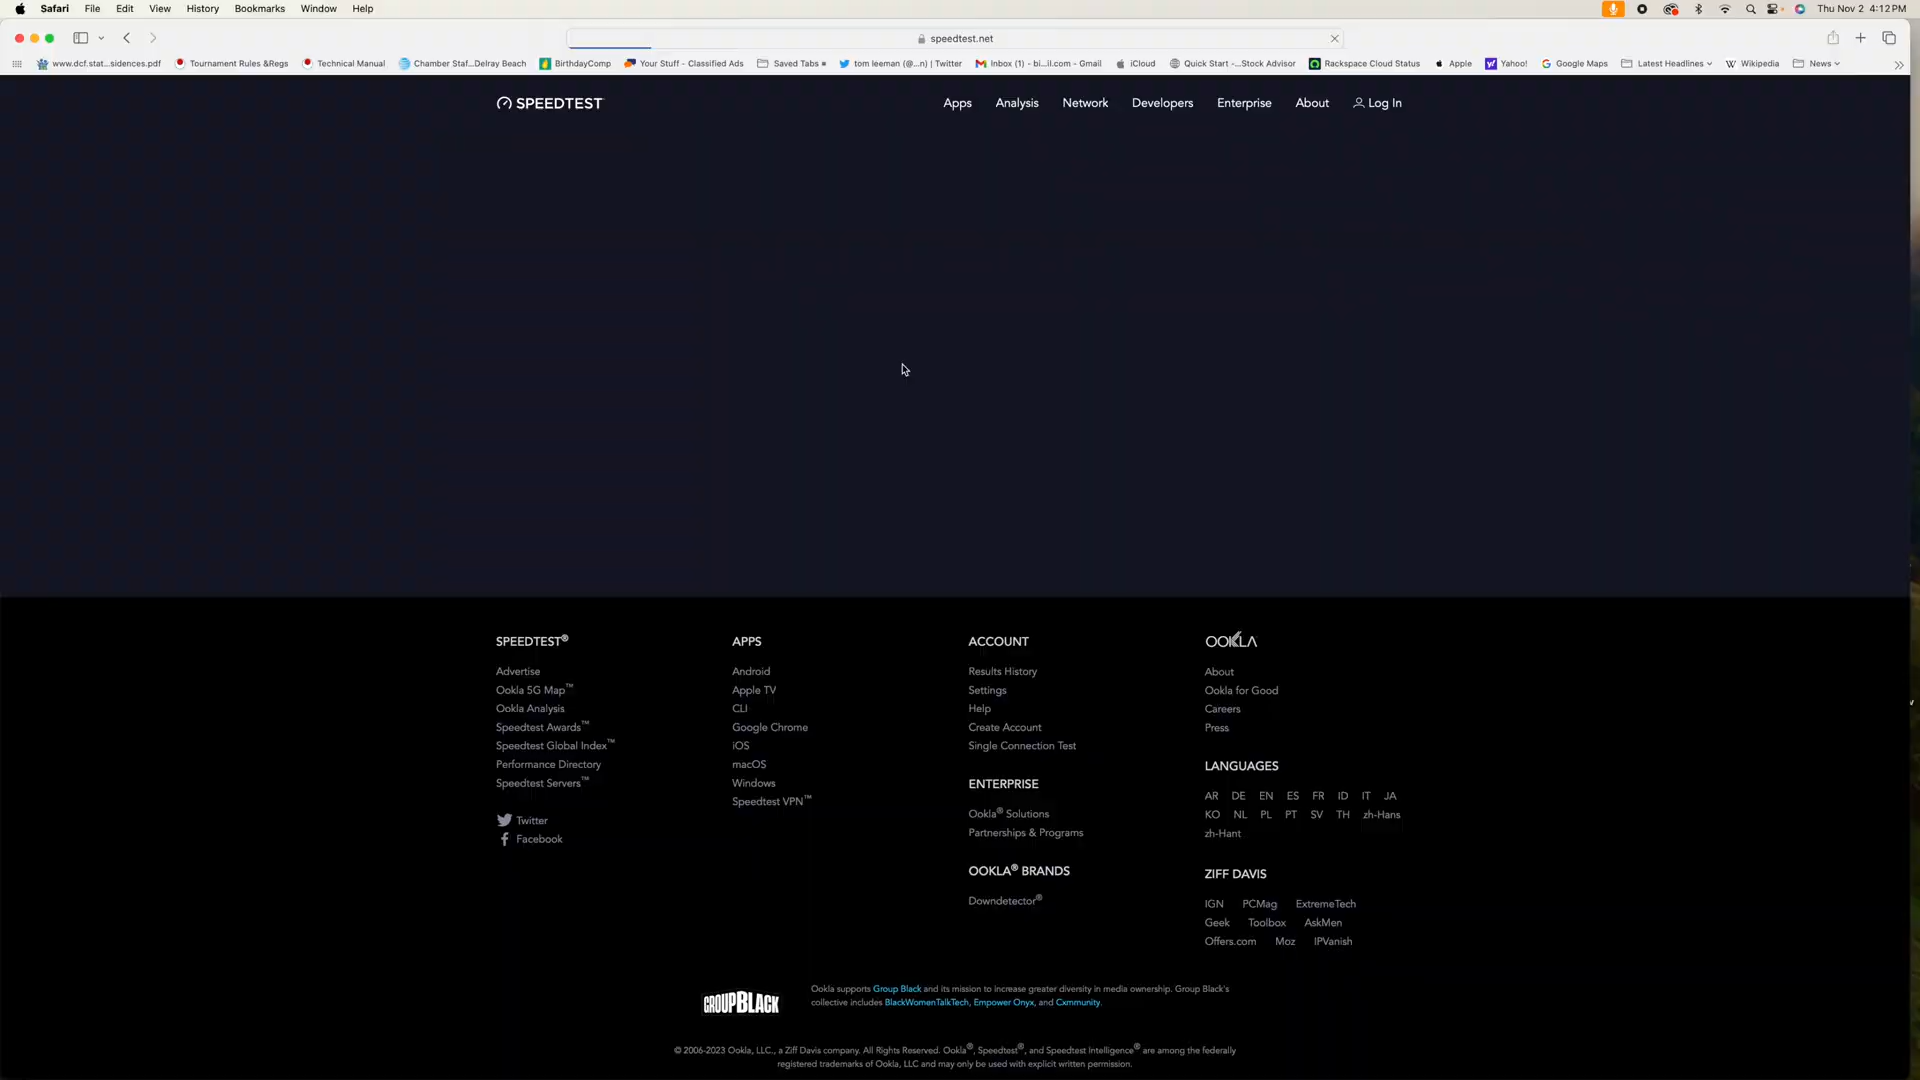 Safari File Edit View History Bookmarks Window Help Thu Nov 2 4:12 PM
speedtest.net
www.dcf.stat...sidences.pdf Tournament Rules &Regs Technical Manual Chamber Staf...Delray Beach BirthdayComp Your Stuff - Classified Ads Saved Tabs tom leeman (@...n) | Twitter Inbox (1) - bi...il.com - Gmail iCloud Quick Start -...Stock Advisor Rackspace Cloud Status Apple Yahoo! Google Maps Latest Headlines Wikipedia News
SPEEDTEST Apps Analysis Network Developers Enterprise About Log In
SPEEDTEST®
Advertise
Ookla 5G Map™
Ookla Analysis
Speedtest Awards™
Speedtest Global Index™
Performance Directory
Speedtest Servers™
Twitter
Facebook
APPS
Android
Apple TV
CLI
Google Chrome
iOS
macOS
Windows
Speedtest VPN™
ACCOUNT
Results History
Settings
Help
Create Account
Single Connection Test
ENTERPRISE
Ookla® Solutions
Partnerships & Programs
OOKLA® BRANDS
Downdetector®
OOKLA
About
Ookla for Good
Careers
Press
LANGUAGES
AR DE EN ES FR ID IT JA
KO NL PL PT SV TH zh-Hans
zh-Hant
ZIFF DAVIS
IGN PCMag ExtremeTech
Geek Toolbox AskMen
Offers.com Moz IPVanish
GROUPBLACK
Ookla supports Group Black and its mission to increase greater diversity in media ownership. Group Black's
collective includes BlackWomenTalkTech, Empower Onyx, and Cxmmunity.
© 2006-2023 Ookla, LLC., a Ziff Davis company. All Rights Reserved. Ookla®, Speedtest®, and Speedtest Intelligence® are among the federally
registered trademarks of Ookla, LLC and may only be used with explicit written permission.